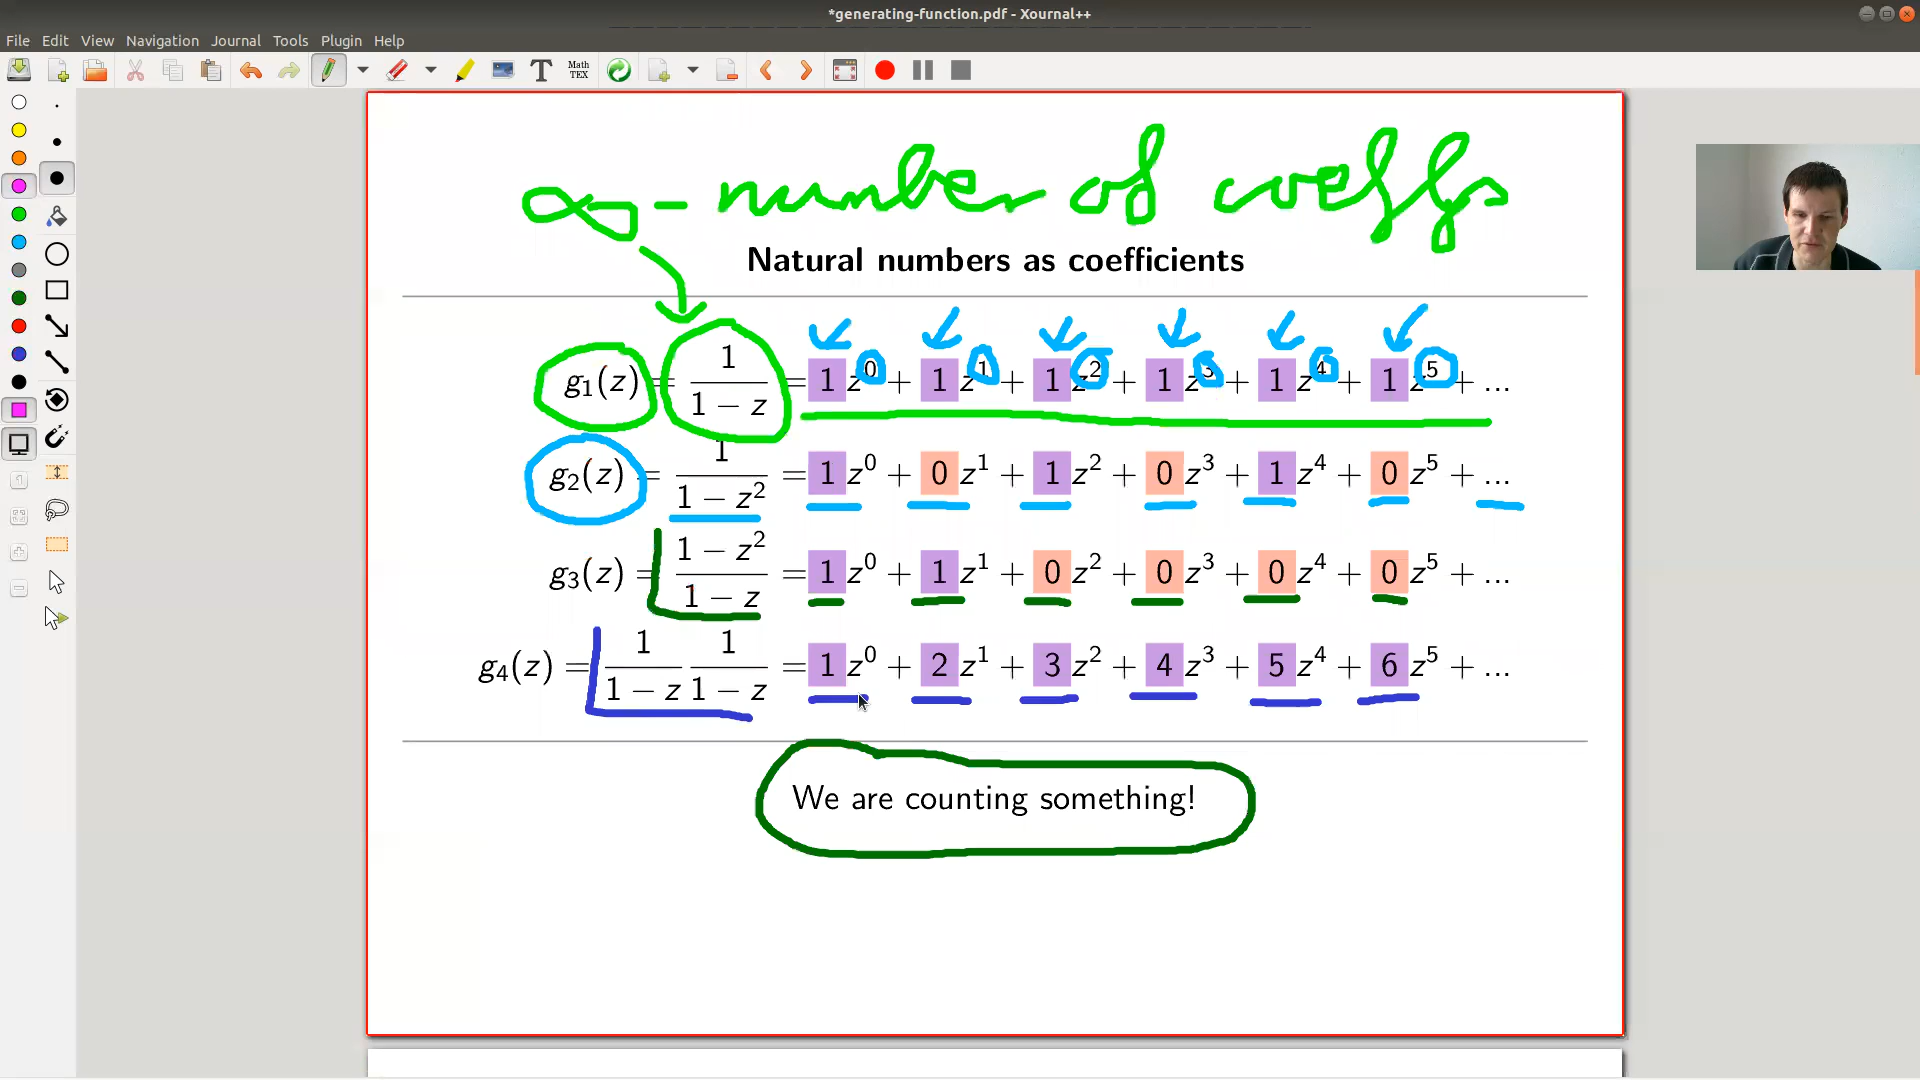 *generating-function.pdf - Xournal++
File Edit View Navigation Journal Tools Plugin Help
Math TEX
∞ - number of coeffs
Natural numbers as coefficients
g₁(z) = 1/(1 − z) = 1z⁰ + 1z¹ + 1z² + 1z³ + 1z⁴ + 1z⁵ + ...
g₂(z) = 1/(1 − z²) = 1z⁰ + 0z¹ + 1z² + 0z³ + 1z⁴ + 0z⁵ + ...
g₃(z) = (1 − z²)/(1 − z) = 1z⁰ + 1z¹ + 0z² + 0z³ + 0z⁴ + 0z⁵ + ...
g₄(z) = 1/(1 − z) 1/(1 − z) = 1z⁰ + 2z¹ + 3z² + 4z³ + 5z⁴ + 6z⁵ + ...
We are counting something!